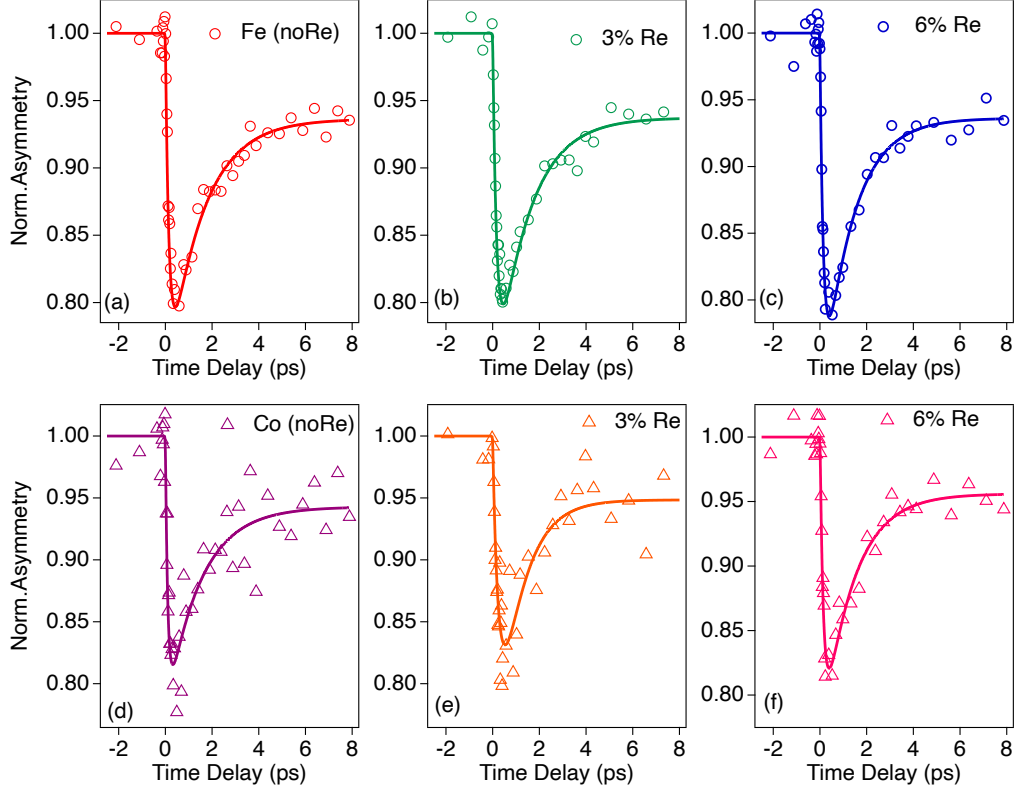 Norm.Asymmetry
1.00
0.95
0.90
0.85
0.80
Fe (noRe)
(a)
-2 0 2 4 6 8
Time Delay (ps)
1.00
0.95
0.90
0.85
0.80
3% Re
(b)
-2 0 2 4 6 8
Time Delay (ps)
1.00
0.95
0.90
0.85
0.80
6% Re
(c)
-2 0 2 4 6 8
Time Delay (ps)
Norm.Asymmetry
1.00
0.95
0.90
0.85
0.80
Co (noRe)
(d)
-2 0 2 4 6 8
Time Delay (ps)
1.00
0.95
0.90
0.85
0.80
3% Re
(e)
-2 0 2 4 6 8
Time Delay (ps)
1.00
0.95
0.90
0.85
0.80
6% Re
(f)
-2 0 2 4 6 8
Time Delay (ps)